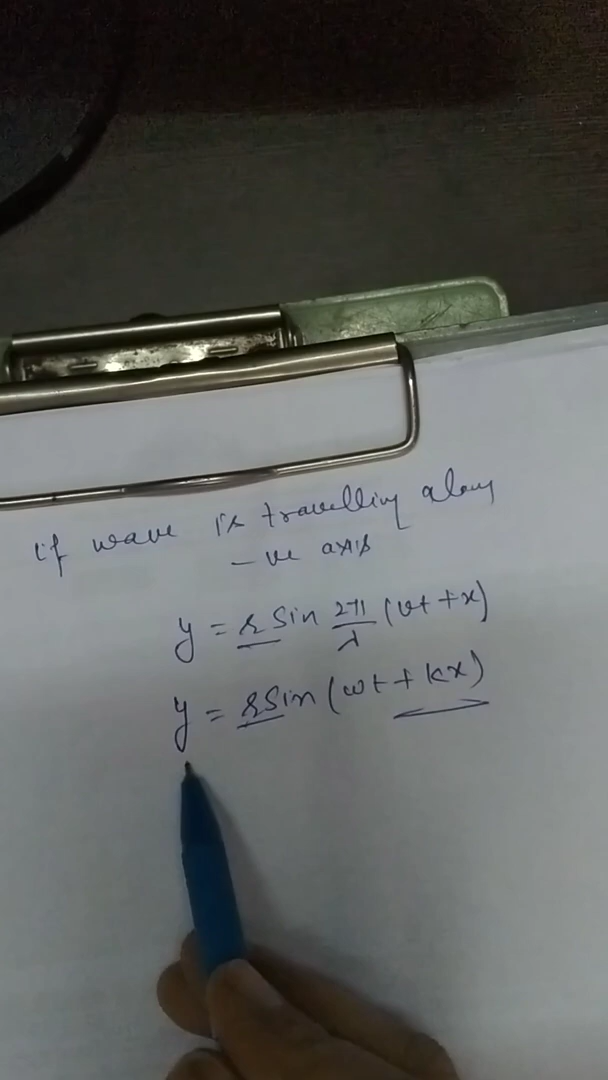 if wave is travelling along
-ve axis
y = r sin 2π/λ (vt + x)
y = r sin (ωt + kx)